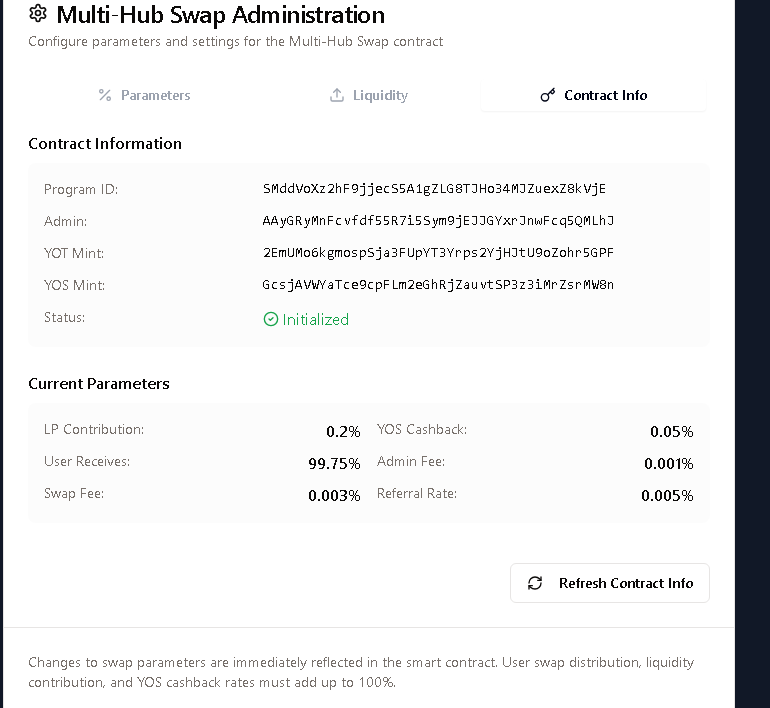 Multi-Hub Swap Administration
Configure parameters and settings for the Multi-Hub Swap contract
Parameters
Liquidity
Contract Info
Contract Information
Program ID: SMddVoXz2hF9jjecS5A1gZLG8TJHo34MJZuexZ8kVjE
Admin: AAyGRyMnFcvfdf55R7i5Sym9jEJJGYxrJnwFcq5QMLhJ
YOT Mint: 2EmUMo6kgmospSja3FUpYT3Yrps2YjHJtU9oZohr5GPF
YOS Mint: GcsjAVWYaTce9cpFLm2eGhRjZauvtSP3z3iMrZsrMW8n
Status: Initialized
Current Parameters
LP Contribution: 0.2% YOS Cashback: 0.05%
User Receives: 99.75% Admin Fee: 0.001%
Swap Fee: 0.003% Referral Rate: 0.005%
Refresh Contract Info
Changes to swap parameters are immediately reflected in the smart contract. User swap distribution, liquidity
contribution, and YOS cashback rates must add up to 100%.